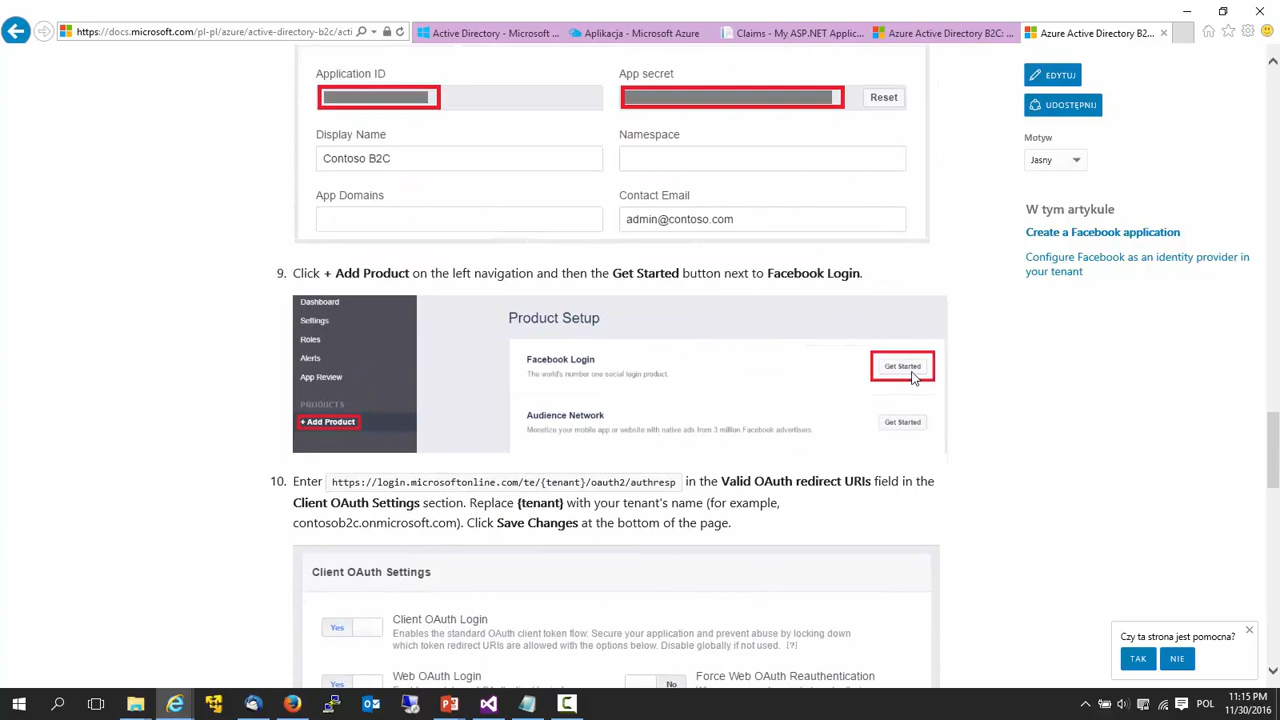 https://docs.microsoft.com/pl-pl/azure/active-directory-b2c/acti
Active Directory - Microsoft ...
Aplikacja - Microsoft Azure
Claims - My ASP.NET Applic...
Azure Active Directory B2C: ...
Azure Active Directory B2...
Application ID
App secret
Reset
Display Name
Namespace
Contoso B2C
App Domains
Contact Email
admin@contoso.com
EDYTUJ
UDOSTĘPNIJ
Motyw
Jasny
W tym artykule
Create a Facebook application
Configure Facebook as an identity provider in
your tenant
9. Click + Add Product on the left navigation and then the Get Started button next to Facebook Login.
Dashboard
Settings
Roles
Alerts
App Review
PRODUCTS
+ Add Product
Product Setup
Facebook Login
The world's number one social login product.
Get Started
Audience Network
Monetize your mobile app or website with native ads from 3 million Facebook advertisers.
Get Started
10. Enter https://login.microsoftonline.com/te/{tenant}/oauth2/authresp in the Valid OAuth redirect URIs field in the
Client OAuth Settings section. Replace {tenant} with your tenant's name (for example,
contosob2c.onmicrosoft.com). Click Save Changes at the bottom of the page.
Client OAuth Settings
Yes
Client OAuth Login
Enables the standard OAuth client token flow. Secure your application and prevent abuse by locking down
which token redirect URIs are allowed with the options below. Disable globally if not used. [?]
Yes
Web OAuth Login
No
Force Web OAuth Reauthentication
Czy ta strona jest pomocna?
TAK
NIE
POL
11:15 PM
11/30/2016